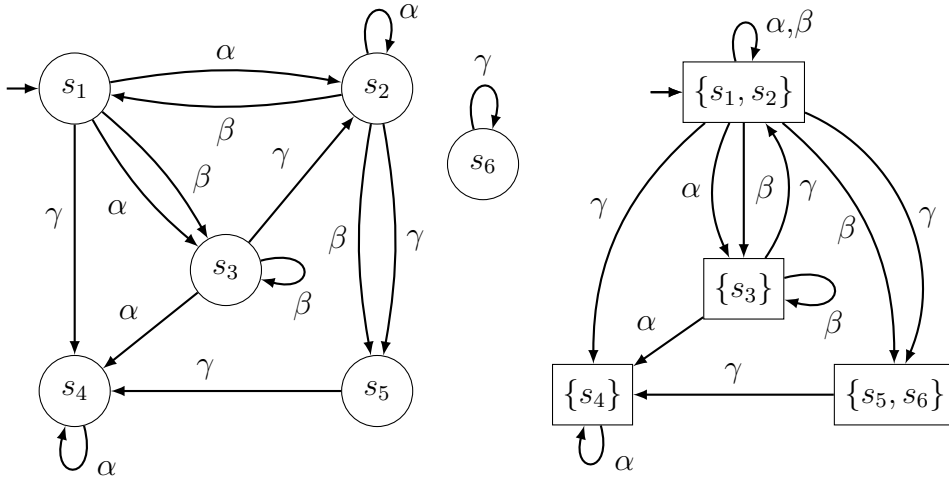 α
α
s₁
s₂
β
γ
s₆
β
α
γ
γ
s₃
β
β
γ
α
s₄
γ
s₅
α
α,β
{s₁, s₂}
γ
α
β
γ
β
γ
{s₃}
β
α
{s₄}
γ
{s₅, s₆}
α